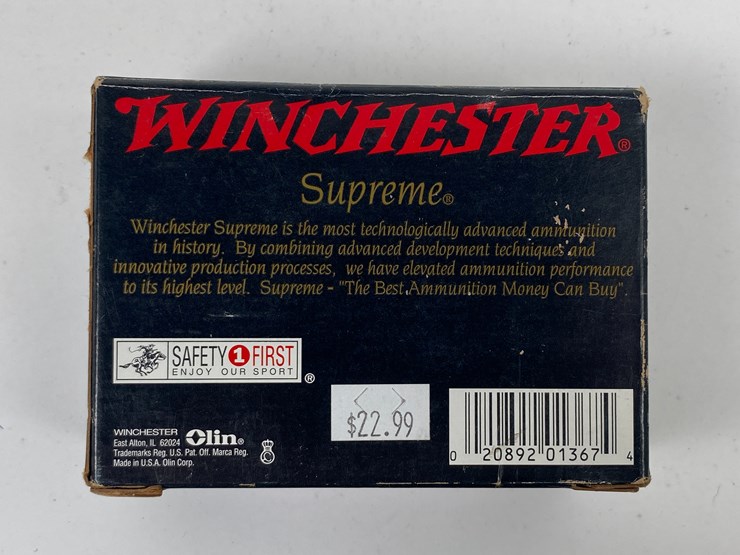 WINCHESTER®
Supreme®
Winchester Supreme is the most technologically advanced ammunition
in history. By combining advanced development techniques and
innovative production processes, we have elevated ammunition performance
to its highest level. Supreme - "The Best Ammunition Money Can Buy".
SAFETY 1 FIRST
ENJOY OUR SPORT ®
WINCHESTER
East Alton, IL 62024 Olin®
Trademarks Reg. U.S. Pat. Off. Marca Reg.
Made in U.S.A. Olin Corp.
$22.99
0 20892 01367 4